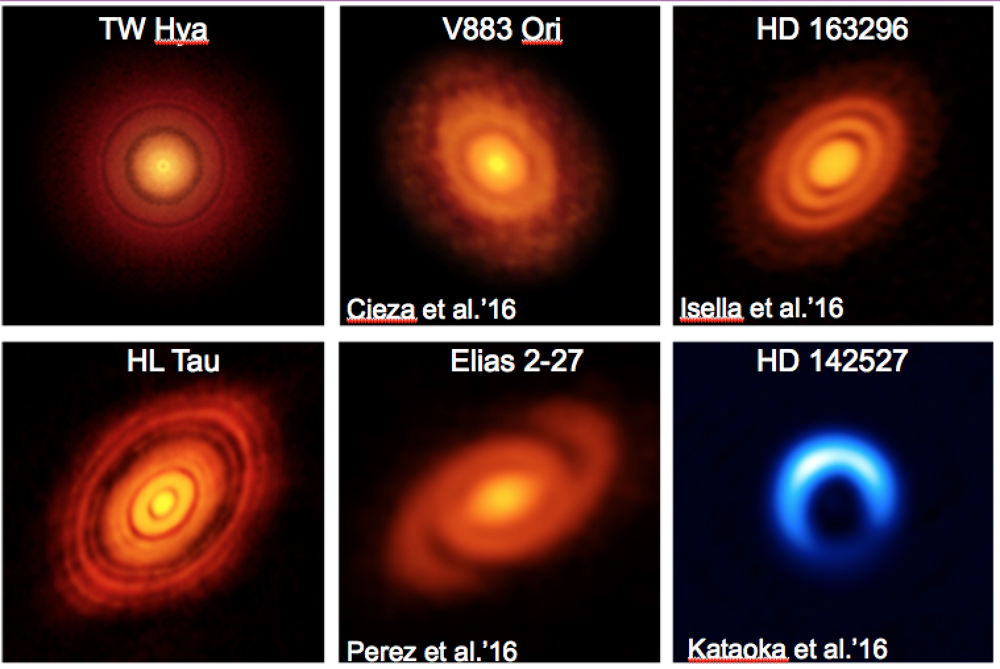 TW Hya
V883 Ori
HD 163296
Cieza et al.’16
Isella et al.’16
HL Tau
Elias 2-27
HD 142527
Perez et al.’16
Kataoka et al.’16